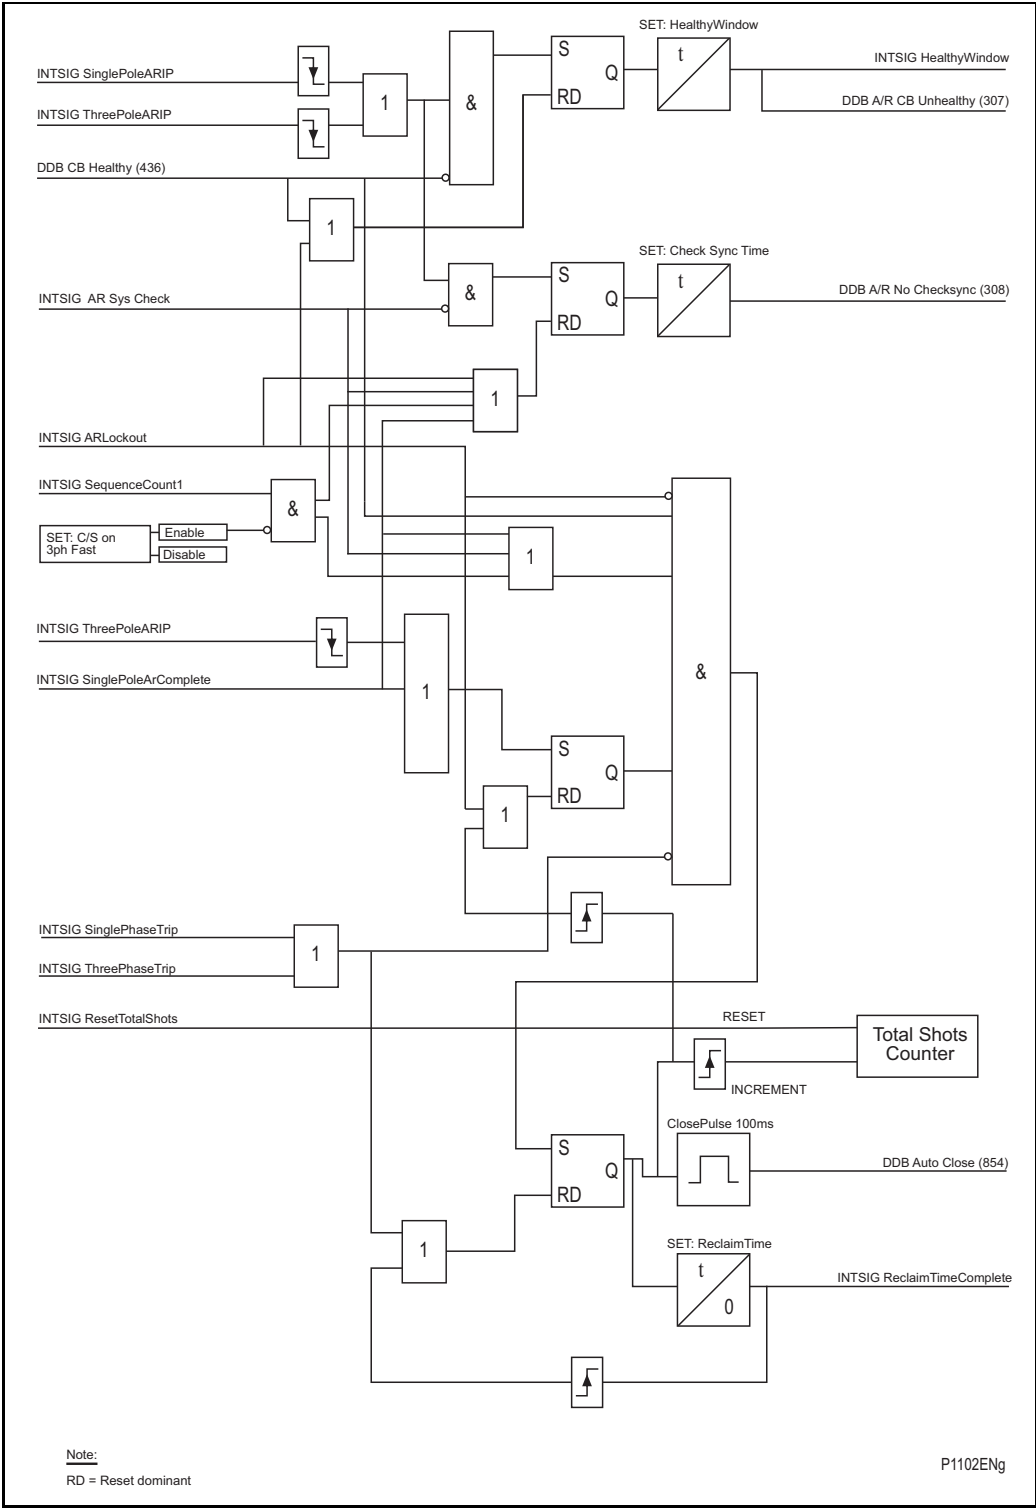 SET: HealthyWindow
INTSIG SinglePoleARIP
1
&
S
Q
RD
t
INTSIG HealthyWindow
DDB A/R CB Unhealthy (307)
INTSIG ThreePoleARIP
DDB CB Healthy (436)
1
SET: Check Sync Time
INTSIG AR Sys Check
&
S
Q
RD
t
DDB A/R No Checksync (308)
1
INTSIG ARLockout
INTSIG SequenceCount1
&
SET: C/S on
3ph Fast
Enable
Disable
1
INTSIG ThreePoleARIP
INTSIG SinglePoleArComplete
1
&
S
Q
RD
1
INTSIG SinglePhaseTrip
INTSIG ThreePhaseTrip
1
INTSIG ResetTotalShots
RESET
Total Shots
Counter
INCREMENT
ClosePulse 100ms
S
Q
RD
DDB Auto Close (854)
1
SET: ReclaimTime
t
0
INTSIG ReclaimTimeComplete
Note:
RD = Reset dominant
P1102ENg